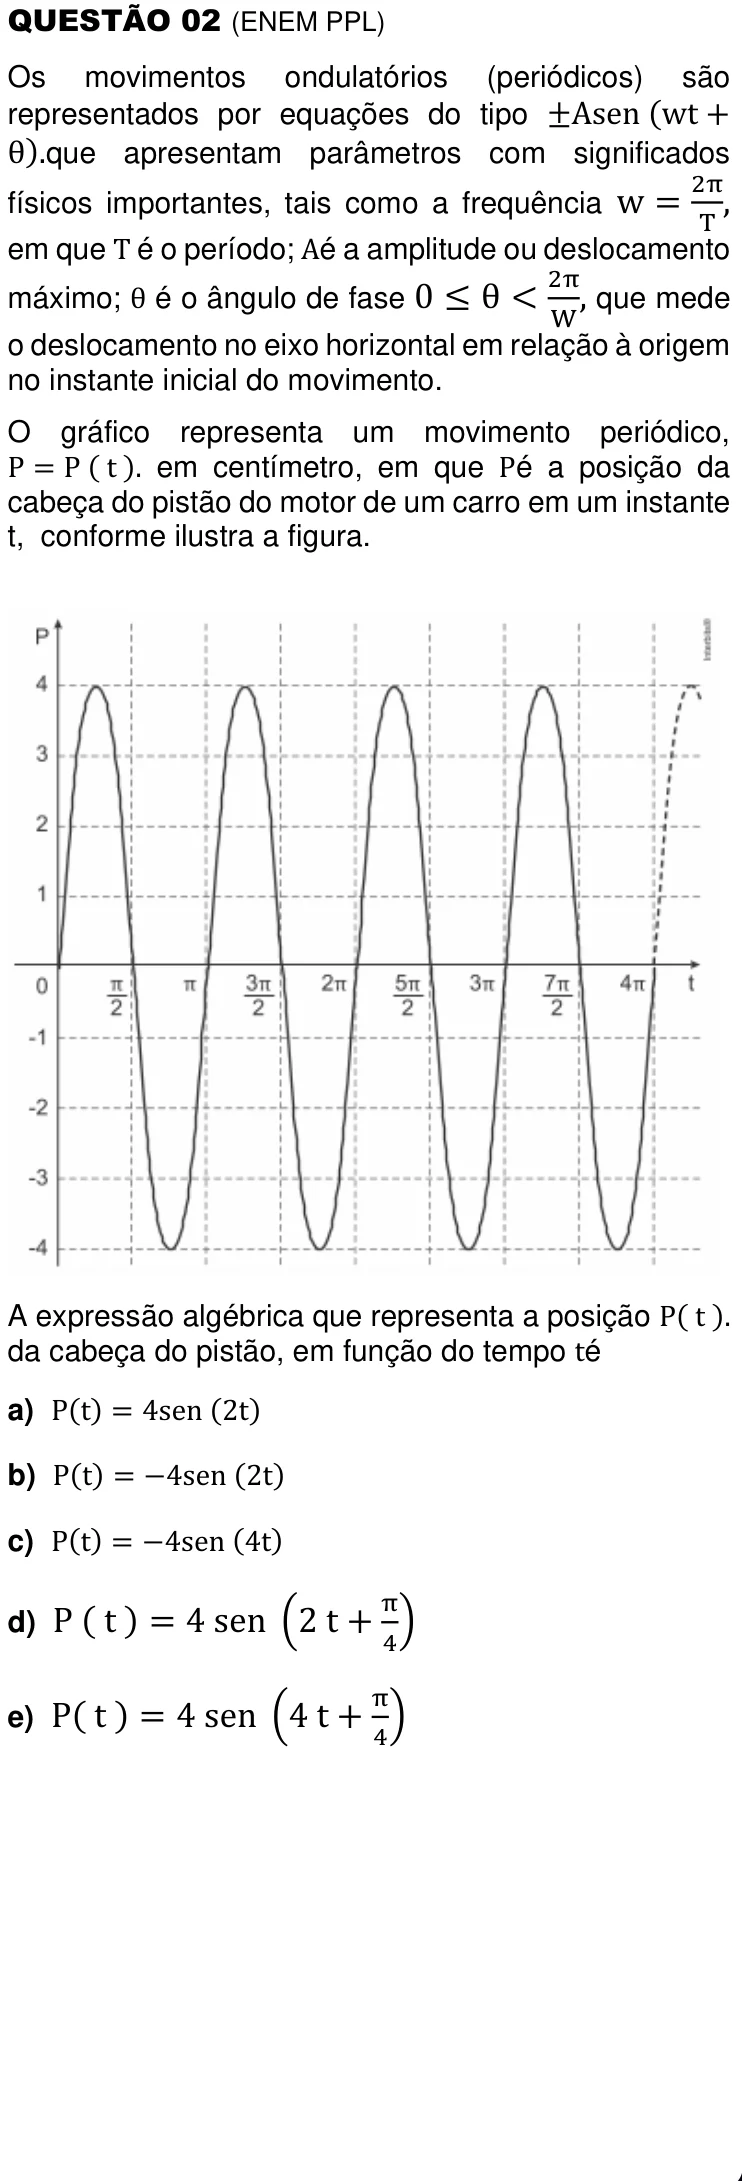 QUESTÃO 02 (ENEM PPL)
Os movimentos ondulatórios (periódicos) são
representados por equações do tipo ±Asen (wt +
θ).que apresentam parâmetros com significados
físicos importantes, tais como a frequência w = 2π/T,
em que T é o período; Aé a amplitude ou deslocamento
máximo; θ é o ângulo de fase 0 ≤ θ < 2π/W, que mede
o deslocamento no eixo horizontal em relação à origem
no instante inicial do movimento.
O gráfico representa um movimento periódico,
P = P ( t ). em centímetro, em que Pé a posição da
cabeça do pistão do motor de um carro em um instante
t, conforme ilustra a figura.
P
4
3
2
1
0 π/2 π 3π/2 2π 5π/2 3π 7π/2 4π t
-1
-2
-3
-4
A expressão algébrica que representa a posição P( t ).
da cabeça do pistão, em função do tempo té
a) P(t) = 4sen (2t)
b) P(t) = −4sen (2t)
c) P(t) = −4sen (4t)
d) P ( t ) = 4 sen (2 t + π/4)
e) P( t ) = 4 sen (4 t + π/4)